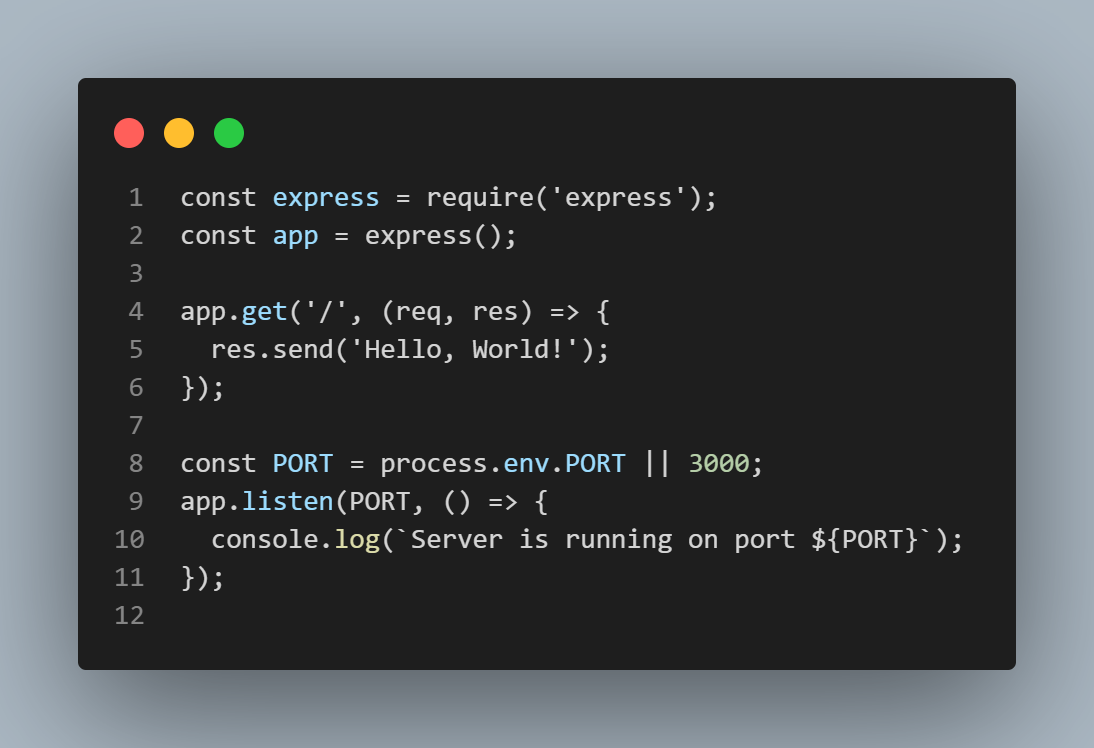 1 const express = require('express');
2 const app = express();
3
4 app.get('/', (req, res) => {
5   res.send('Hello, World!');
6 });
7
8 const PORT = process.env.PORT || 3000;
9 app.listen(PORT, () => {
10   console.log(`Server is running on port ${PORT}`);
11 });
12